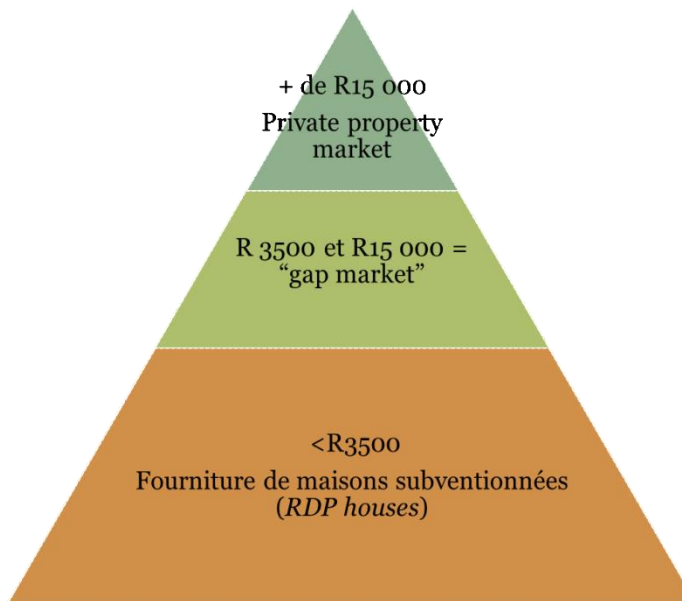 + de R15 000
Private property
market
R 3500 et R15 000 =
“gap market”
<R3500
Fourniture de maisons subventionnées
(RDP houses)